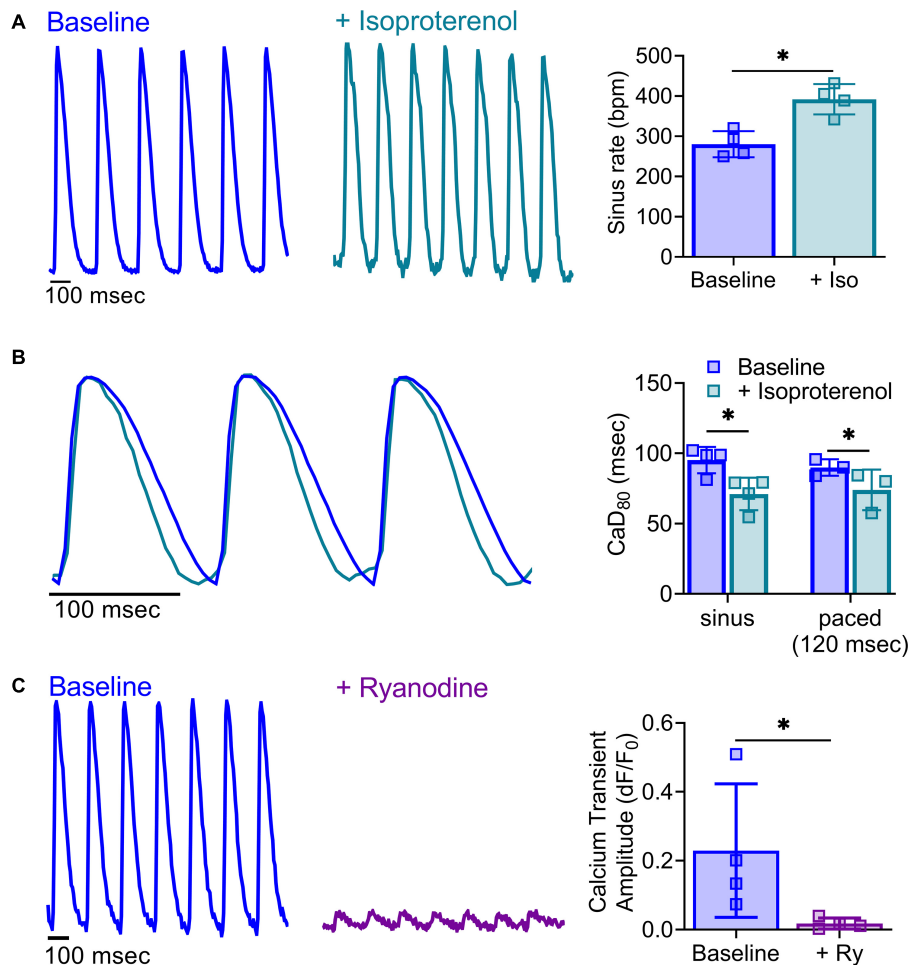 A
Baseline
+ Isoproterenol
100 msec
Sinus rate (bpm)
500
400
300
200
100
0
*
Baseline
+ Iso
B
100 msec
Baseline
+ Isoproterenol
CaD80 (msec)
150
100
50
0
*
*
sinus
paced
(120 msec)
C
Baseline
+ Ryanodine
100 msec
Calcium Transient
Amplitude (dF/F0)
0.6
0.4
0.2
0.0
*
Baseline
+ Ry